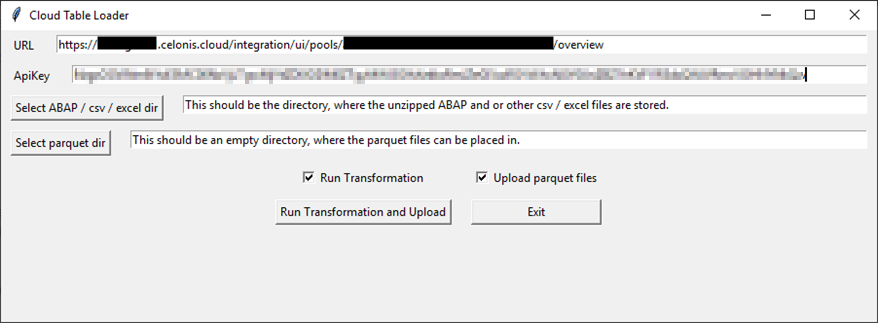 Cloud Table Loader
URL https:// .celonis.cloud/integration/ui/pools/ /overview
ApiKey
Select ABAP / csv / excel dir This should be the directory, where the unzipped ABAP and or other csv / excel files are stored.
Select parquet dir This should be an empty directory, where the parquet files can be placed in.
Run Transformation Upload parquet files
Run Transformation and Upload Exit